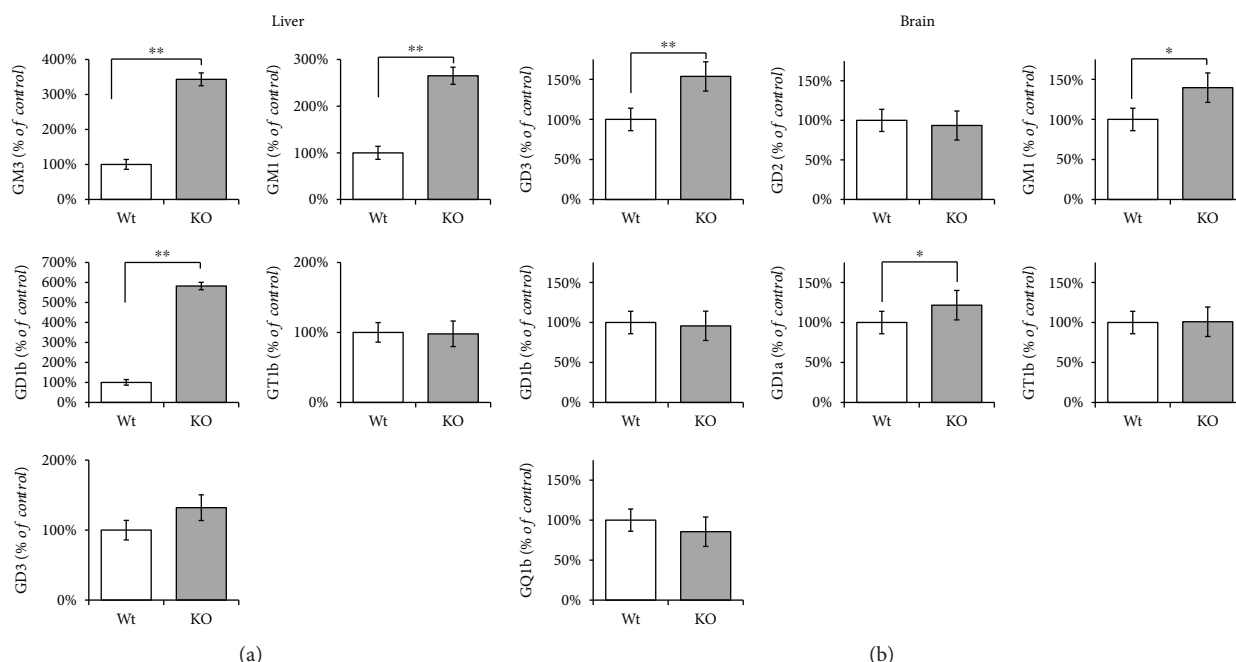 Liver
Brain
GM3 (% of control)
400%
300%
200%
100%
0%
**
Wt
KO
GM1 (% of control)
300%
200%
100%
0%
**
Wt
KO
GD3 (% of control)
150%
100%
50%
0%
**
Wt
KO
GD2 (% of control)
150%
100%
50%
0%
Wt
KO
GM1 (% of control)
150%
100%
50%
0%
*
Wt
KO
GD1b (% of control)
700%
600%
500%
400%
300%
200%
100%
0%
**
Wt
KO
GT1b (% of control)
200%
100%
0%
Wt
KO
GD1b (% of control)
150%
100%
50%
0%
Wt
KO
GD1a (% of control)
150%
100%
50%
0%
*
Wt
KO
GT1b (% of control)
150%
100%
50%
0%
Wt
KO
GD3 (% of control)
200%
100%
0%
Wt
KO
GQ1b (% of control)
150%
100%
50%
0%
Wt
KO
(a)
(b)